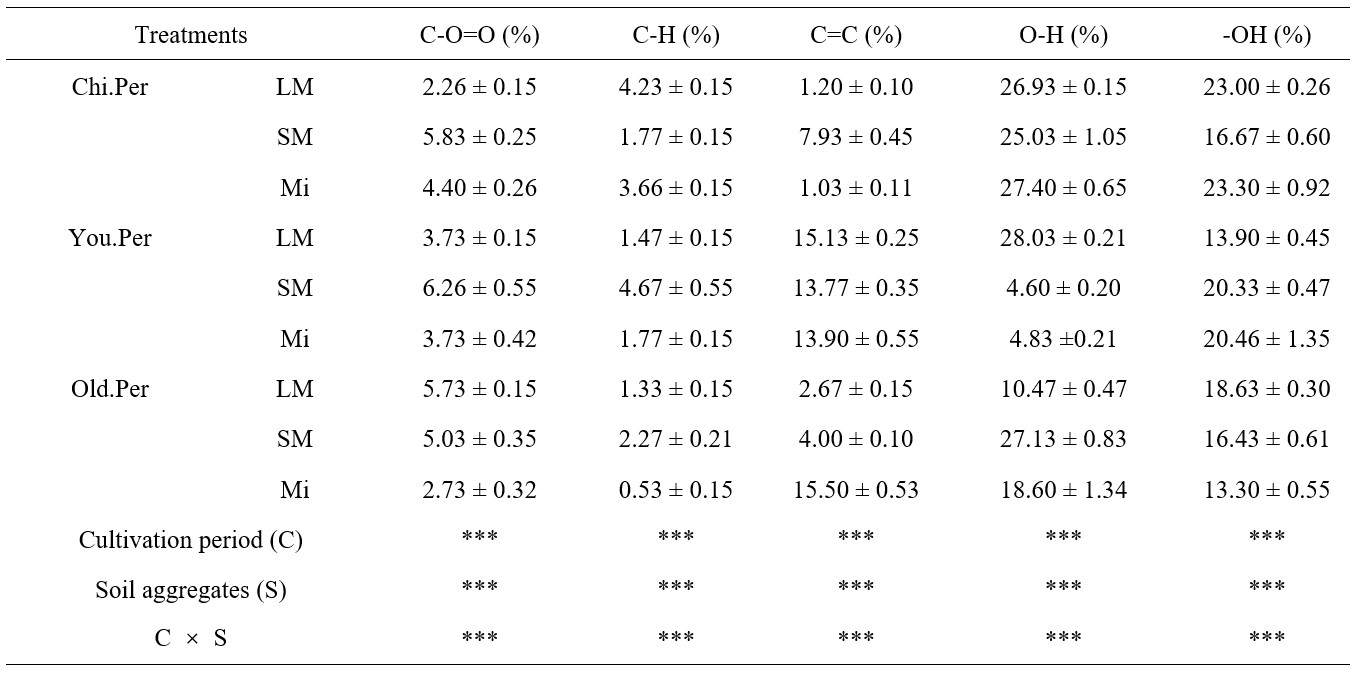 Treatments C-O=O (%) C-H (%) C=C (%) O-H (%) -OH (%)
Chi.Per LM 2.26 ± 0.15 4.23 ± 0.15 1.20 ± 0.10 26.93 ± 0.15 23.00 ± 0.26
SM 5.83 ± 0.25 1.77 ± 0.15 7.93 ± 0.45 25.03 ± 1.05 16.67 ± 0.60
Mi 4.40 ± 0.26 3.66 ± 0.15 1.03 ± 0.11 27.40 ± 0.65 23.30 ± 0.92
You.Per LM 3.73 ± 0.15 1.47 ± 0.15 15.13 ± 0.25 28.03 ± 0.21 13.90 ± 0.45
SM 6.26 ± 0.55 4.67 ± 0.55 13.77 ± 0.35 4.60 ± 0.20 20.33 ± 0.47
Mi 3.73 ± 0.42 1.77 ± 0.15 13.90 ± 0.55 4.83 ±0.21 20.46 ± 1.35
Old.Per LM 5.73 ± 0.15 1.33 ± 0.15 2.67 ± 0.15 10.47 ± 0.47 18.63 ± 0.30
SM 5.03 ± 0.35 2.27 ± 0.21 4.00 ± 0.10 27.13 ± 0.83 16.43 ± 0.61
Mi 2.73 ± 0.32 0.53 ± 0.15 15.50 ± 0.53 18.60 ± 1.34 13.30 ± 0.55
Cultivation period (C) *** *** *** *** ***
Soil aggregates (S) *** *** *** *** ***
C × S *** *** *** *** ***